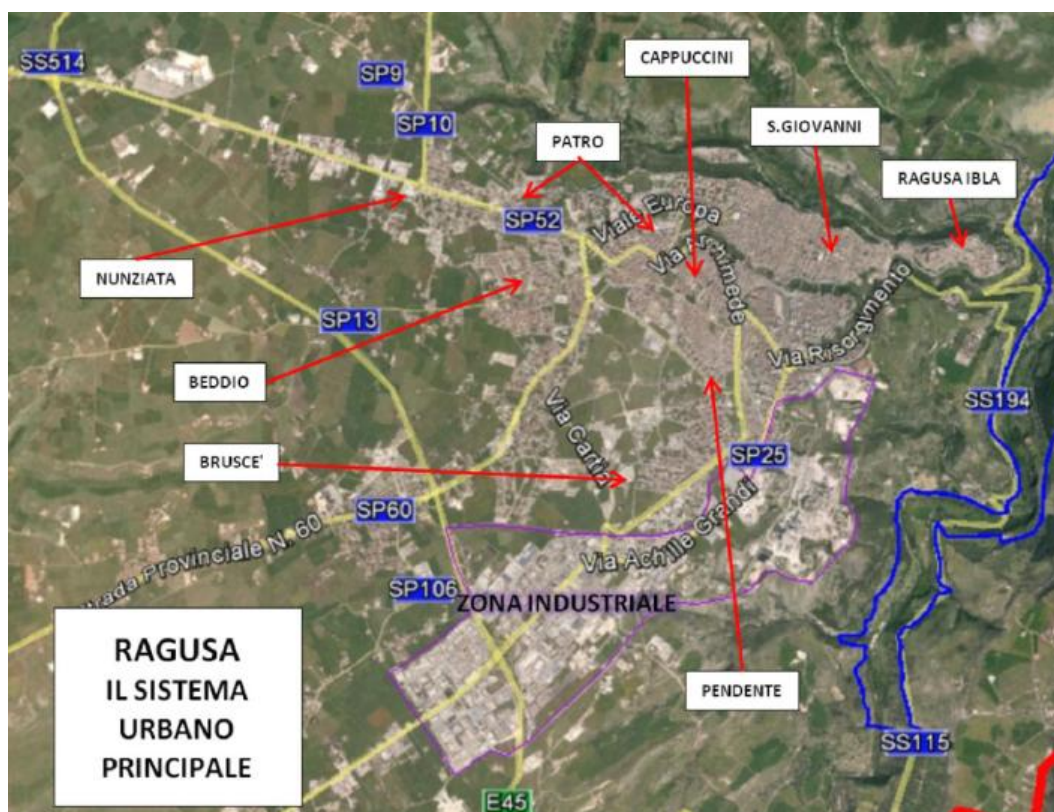 SS514
SP9
SP10
CAPPUCCINI
PATRO
S.GIOVANNI
RAGUSA IBLA
NUNZIATA
SP52
Viale Europa
Via Archimede
SP13
BEDDIO
Via Risorgimento
Via Cartiz
SS194
BRUSCE'
SP25
SP60
Via Achille Grandi
Strada Provinciale N. 60
SP106
ZONA INDUSTRIALE
RAGUSA
IL SISTEMA
URBANO
PRINCIPALE
PENDENTE
SS115
E45